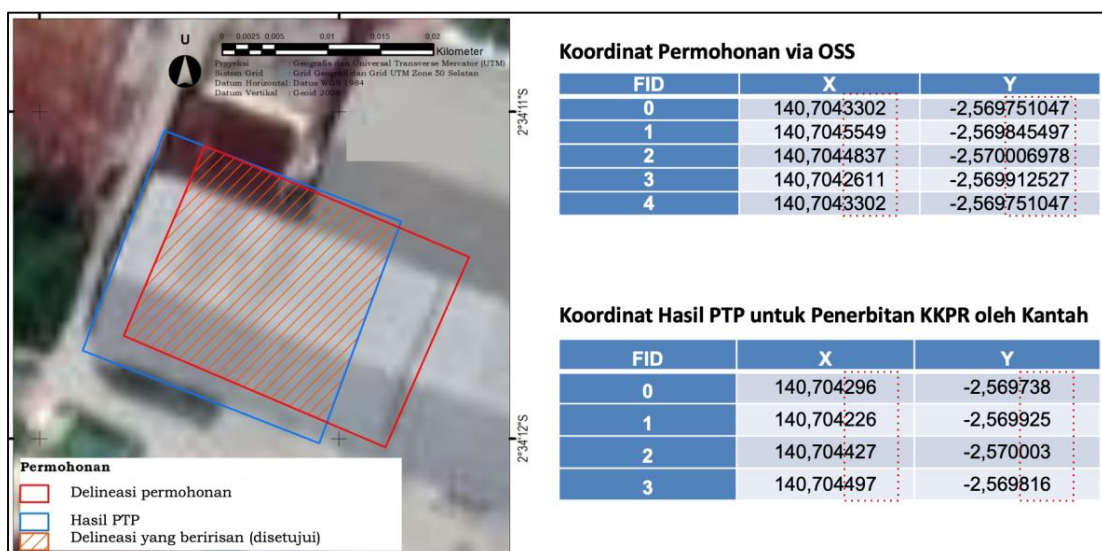 U
0 0,0025 0,005 0,01 0,015 0,02
Kilometer
Proyeksi : Geografis dan Universal Transverse Mercator (UTM)
Sistem Grid : Grid Geografi dan Grid UTM Zone 50 Selatan
Datum Horizontal: Datus WGS 1984
Datum Vertikal : Geoid 2008
2°34'11"S
2°34'12"S
Permohonan
Delineasi permohonan
Hasil PTP
Delineasi yang beririsan (disetujui)
Koordinat Permohonan via OSS
FID X Y
0 140,7043302 -2,569751047
1 140,7045549 -2,569845497
2 140,7044837 -2,570006978
3 140,7042611 -2,569912527
4 140,7043302 -2,569751047
Koordinat Hasil PTP untuk Penerbitan KKPR oleh Kantah
FID X Y
0 140,704296 -2,569738
1 140,704226 -2,569925
2 140,704427 -2,570003
3 140,704497 -2,569816